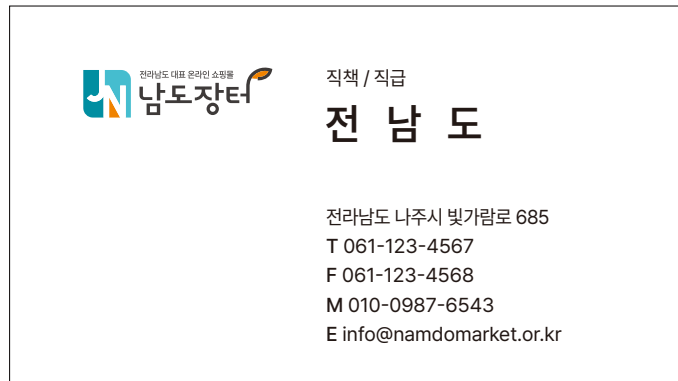 전라남도 대표 온라인 쇼핑몰
JN 남도장터
직책 / 직급
전 남 도
전라남도 나주시 빛가람로 685
T 061-123-4567
F 061-123-4568
M 010-0987-6543
E info@namdomarket.or.kr